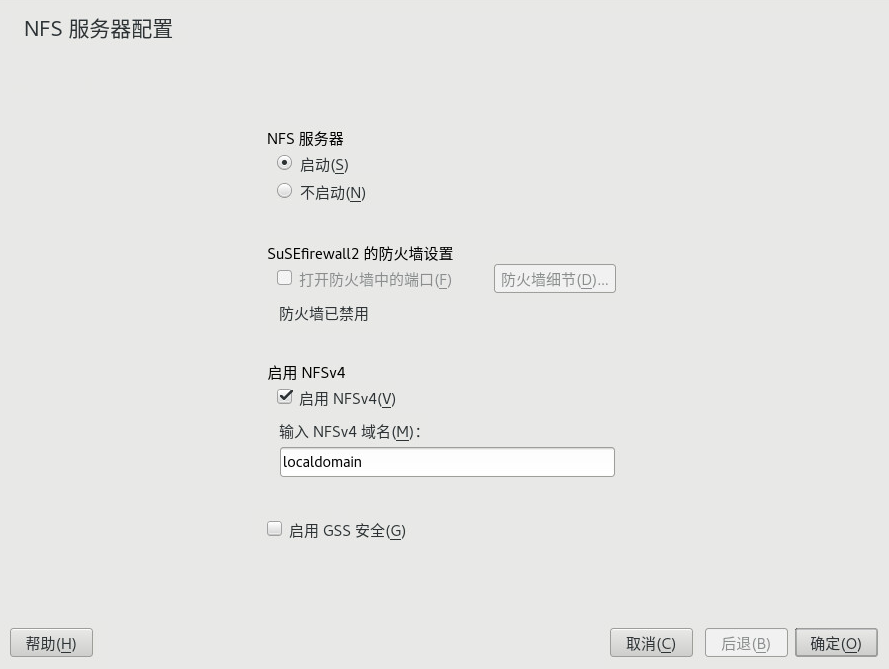 NFS 服务器配置
NFS 服务器
启动(S)
不启动(N)
SuSEfirewall2 的防火墙设置
打开防火墙中的端口(F) 防火墙细节(D)...
防火墙已禁用
启用 NFSv4
启用 NFSv4(V)
输入 NFSv4 域名(M)：
localdomain
启用 GSS 安全(G)
帮助(H) 取消(C) 后退(B) 确定(O)